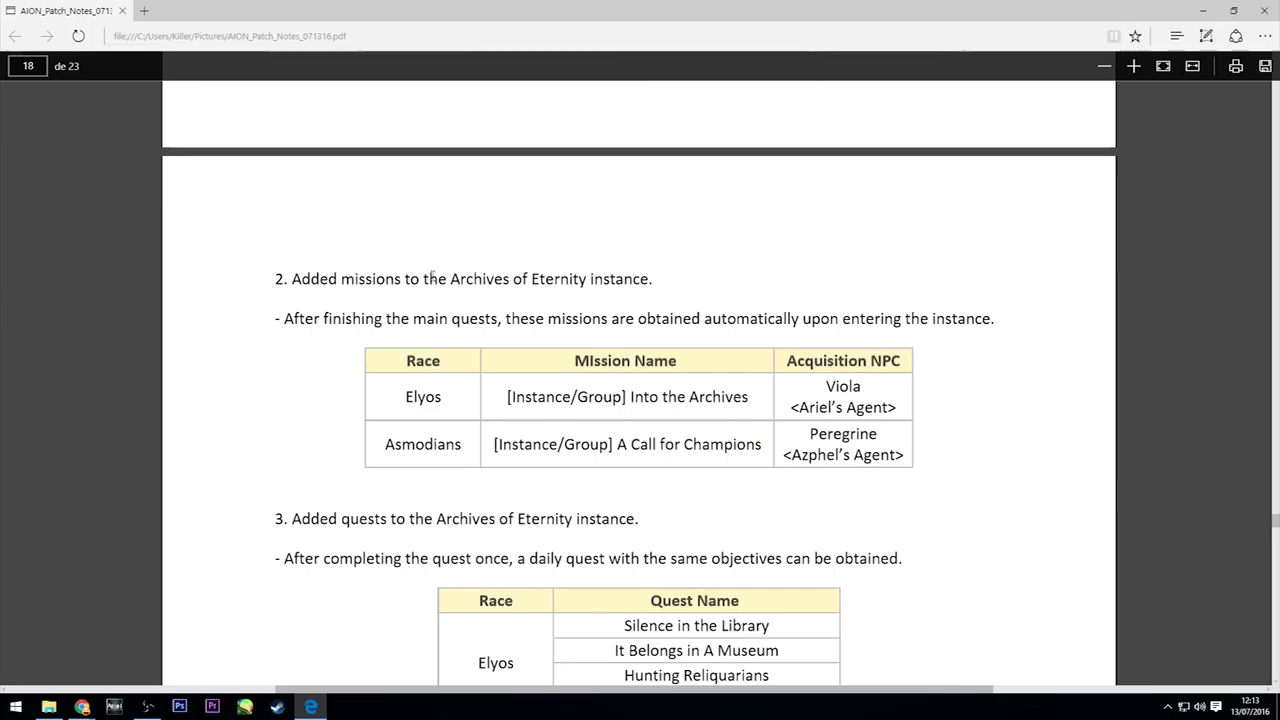 AION_Patch_Notes_071
file:///C:/Users/Killer/Pictures/AION_Patch_Notes_071316.pdf
18 de 23
2. Added missions to the Archives of Eternity instance.
- After finishing the main quests, these missions are obtained automatically upon entering the instance.
Race MIssion Name Acquisition NPC
Elyos [Instance/Group] Into the Archives Viola
<Ariel's Agent>
Asmodians [Instance/Group] A Call for Champions Peregrine
<Azphel's Agent>
3. Added quests to the Archives of Eternity instance.
- After completing the quest once, a daily quest with the same objectives can be obtained.
Race Quest Name
Silence in the Library
It Belongs in A Museum
Elyos
Hunting Reliquarians
12:13
13/07/2016